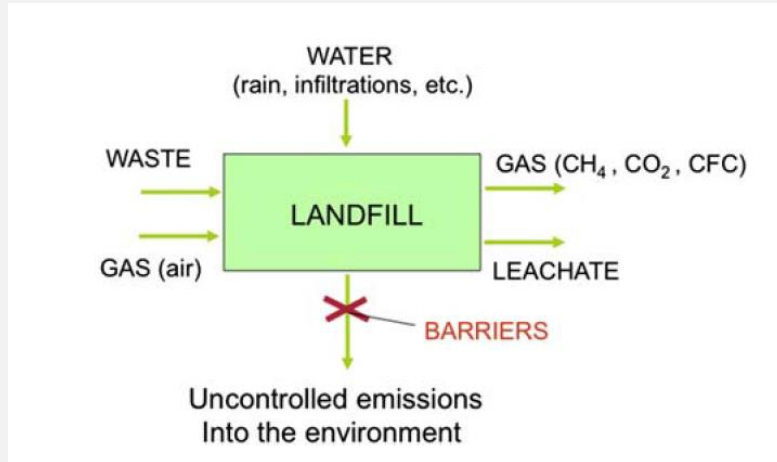 WATER
(rain, infiltrations, etc.)
WASTE
GAS (CH₄, CO₂, CFC)
LANDFILL
GAS (air)
LEACHATE
BARRIERS
Uncontrolled emissions
Into the environment